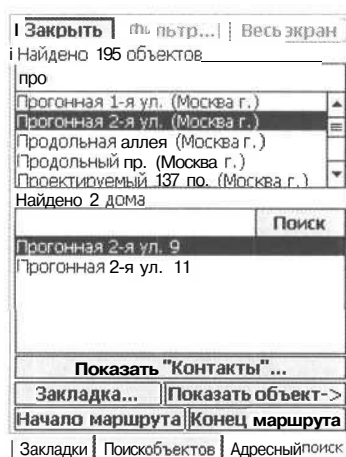 Закрыть Фильтр... Весь экран
Найдено 195 объектов
про
Прогонная 1-я ул. (Москва г.)
Прогонная 2-я ул. (Москва г.)
Продольная аллея (Москва г.)
Продольный пр. (Москва г.)
Проектируемый 137 по. (Москва г.)
Найдено 2 дома
Поиск
Прогонная 2-я ул. 9
Прогонная 2-я ул. 11
Показать "Контакты"...
Закладка... Показать объект->
Начало маршрута Конец маршрута
Закладки Поиск объектов Адресный поиск